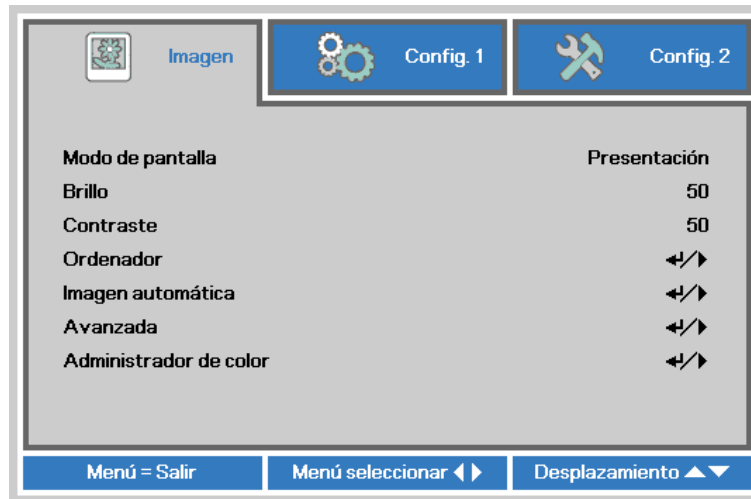 Imagen Config. 1 Config. 2
Modo de pantalla Presentación
Brillo 50
Contraste 50
Ordenador ↵/▶
Imagen automática ↵/▶
Avanzada ↵/▶
Administrador de color ↵/▶
Menú = Salir Menú seleccionar ◀▶ Desplazamiento ▲▼